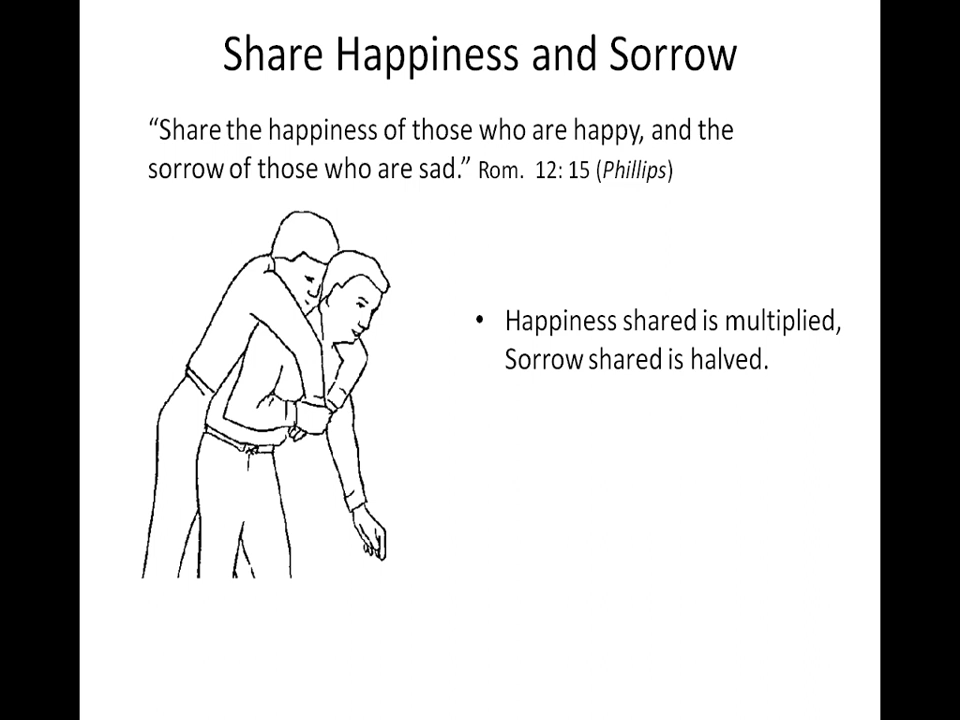 Share Happiness and Sorrow
“Share the happiness of those who are happy, and the
sorrow of those who are sad.” Rom. 12: 15 (Phillips)
• Happiness shared is multiplied,
Sorrow shared is halved.